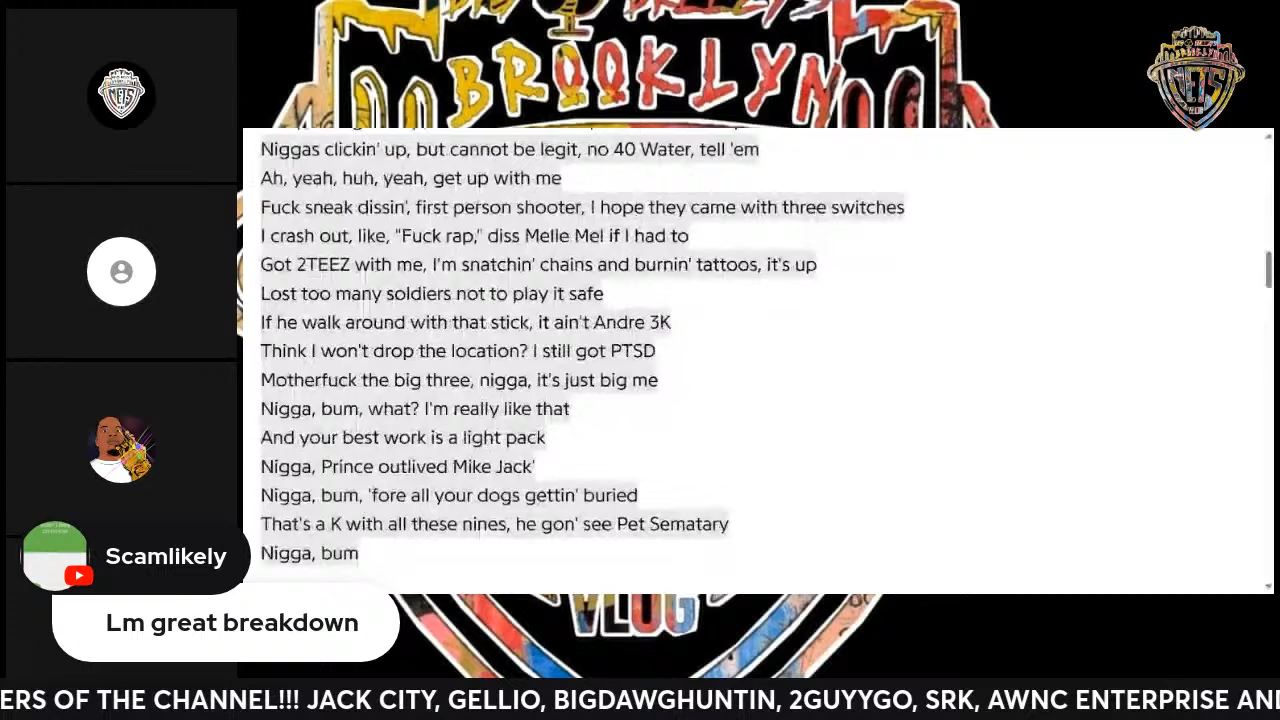 BIG BREEZY'S
BROOKLYN
NETS
Niggas clickin' up, but cannot be legit, no 40 Water, tell 'em
Ah, yeah, huh, yeah, get up with me
Fuck sneak dissin', first person shooter, I hope they came with three switches
I crash out, like, "Fuck rap," diss Melle Mel if I had to
Got 2TEEZ with me, I'm snatchin' chains and burnin' tattoos, it's up
Lost too many soldiers not to play it safe
If he walk around with that stick, it ain't Andre 3K
Think I won't drop the location? I still got PTSD
Motherfuck the big three, nigga, it's just big me
Nigga, bum, what? I'm really like that
And your best work is a light pack
Nigga, Prince outlived Mike Jack'
Nigga, bum, 'fore all your dogs gettin' buried
That's a K with all these nines, he gon' see Pet Sematary
Nigga, bum
Scamlikely
Lm great breakdown
VLOG
ERS OF THE CHANNEL!!! JACK CITY, GELLIO, BIGDAWGHUNTIN, 2GUYYGO, SRK, AWNC ENTERPRISE AN